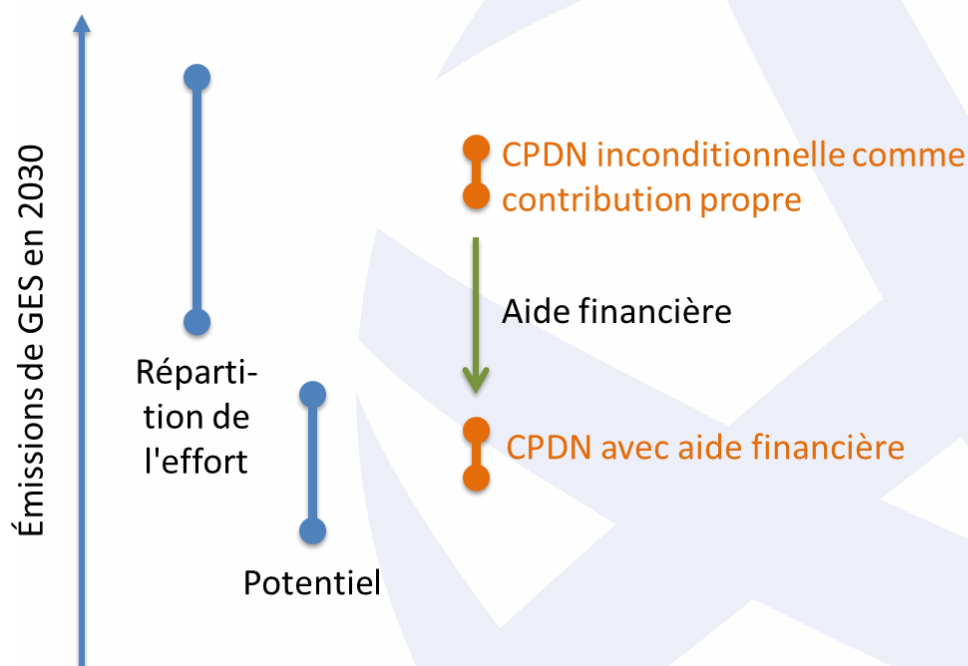 Émissions de GES en 2030
CPDN inconditionnelle comme
contribution propre
Aide financière
Réparti-
tion de
l'effort
CPDN avec aide financière
Potentiel